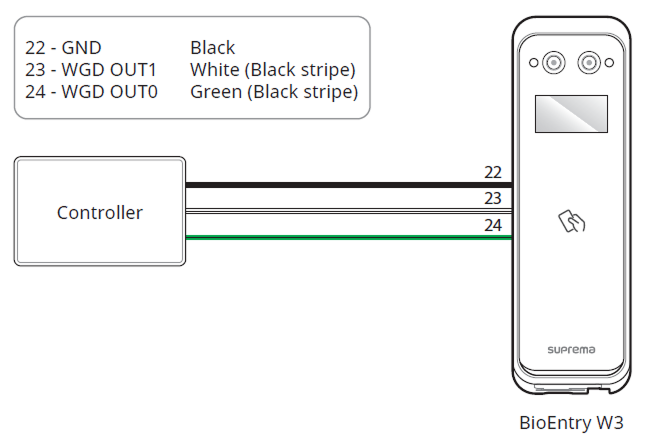 22 - GND Black
23 - WGD OUT1 White (Black stripe)
24 - WGD OUT0 Green (Black stripe)
22
23
Controller
24
suprema
BioEntry W3